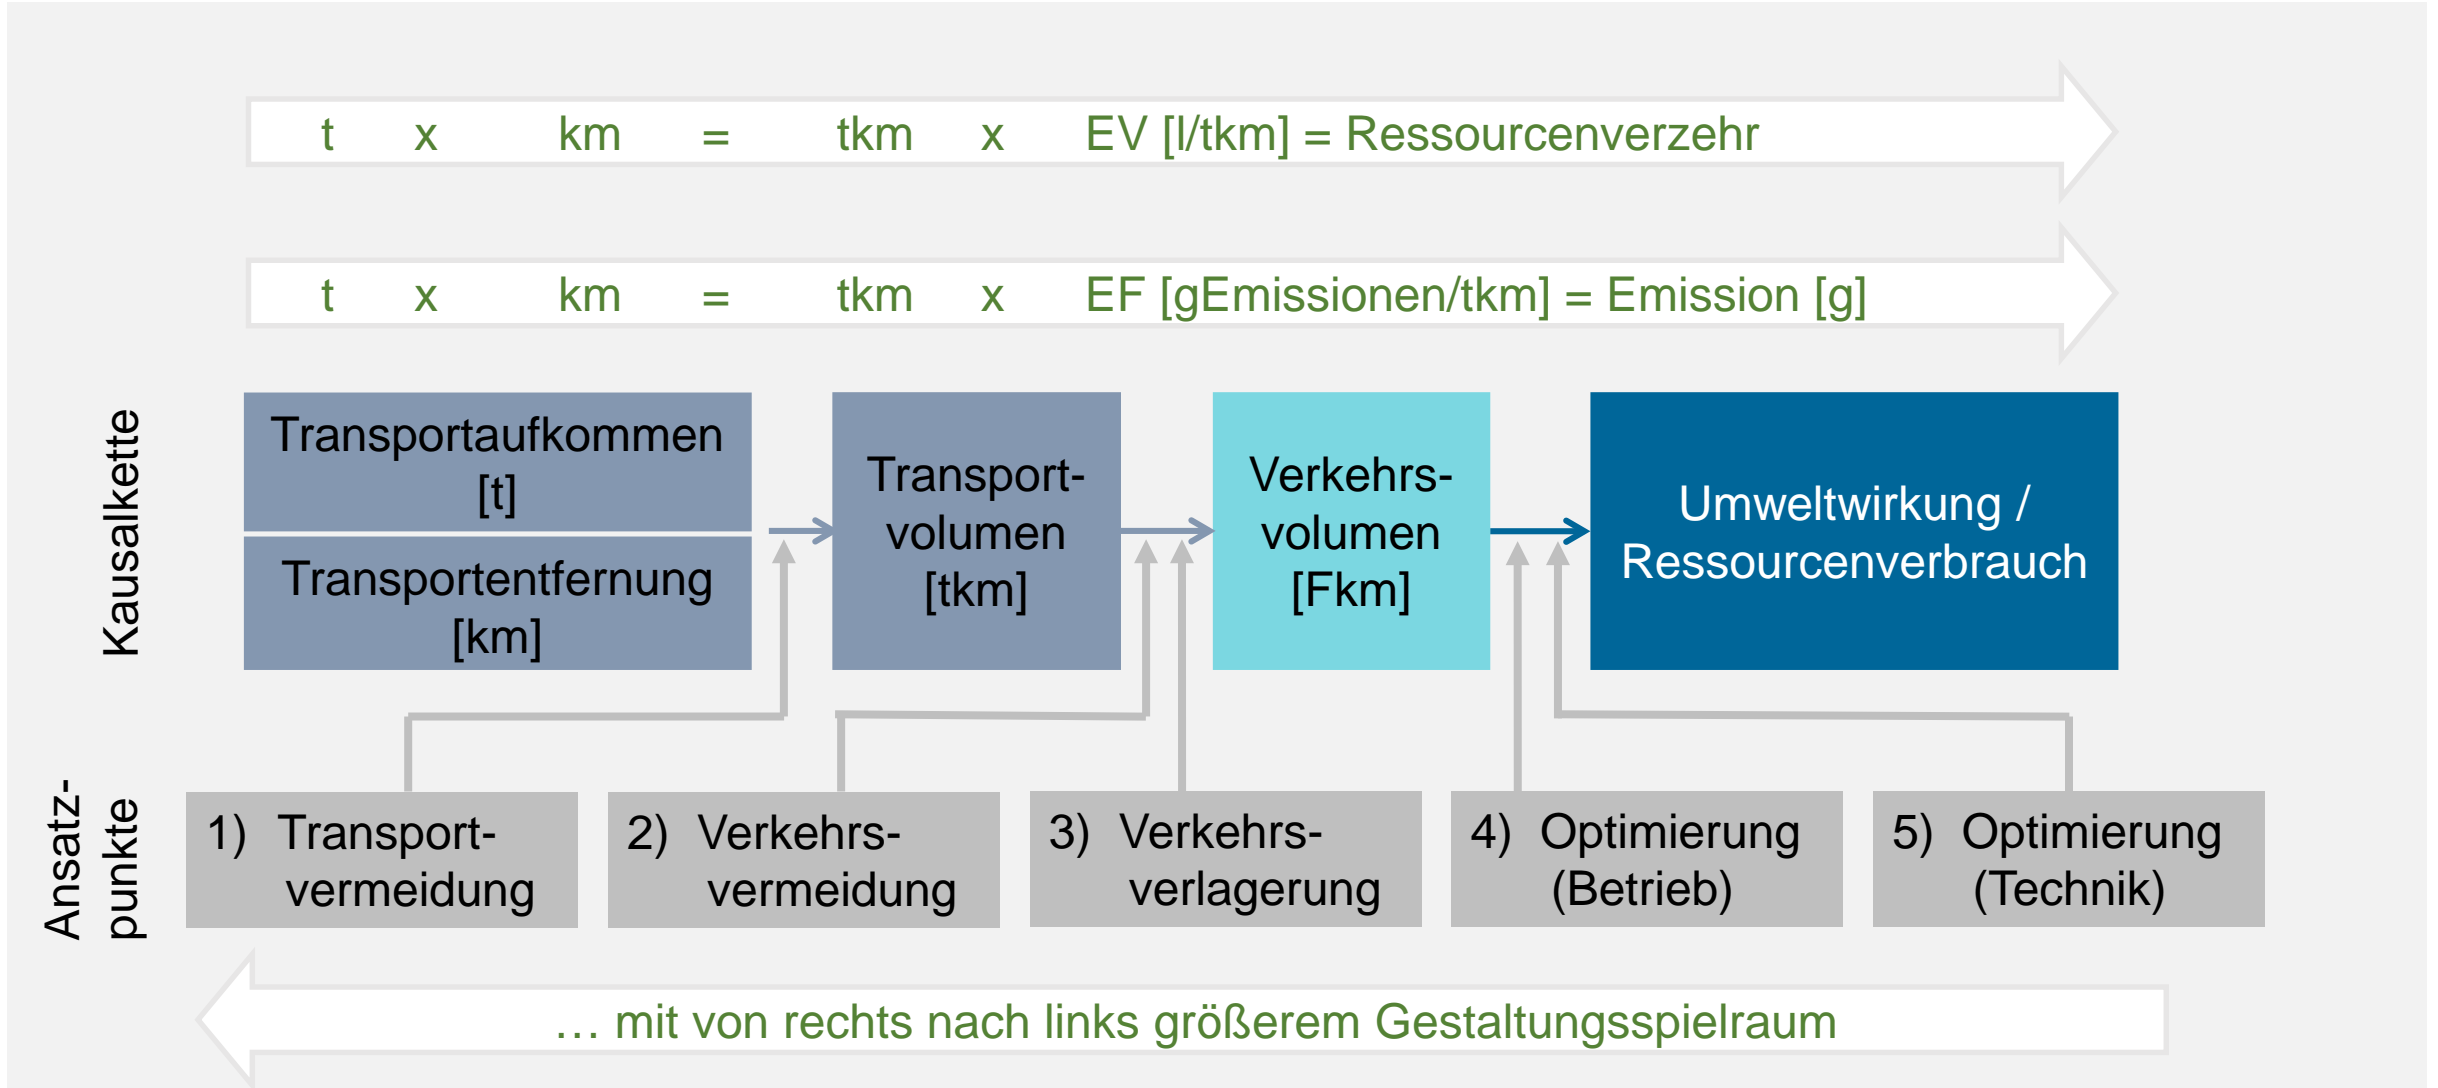 t x km = tkm x EV [l/tkm] = Ressourcenverzehr
t x km = tkm x EF [gEmissionen/tkm] = Emission [g]
Kausalkette
Transportaufkommen
[t]
Transportentfernung
[km]
Transport-
volumen
[tkm]
Verkehrs-
volumen
[Fkm]
Umweltwirkung /
Ressourcenverbrauch
Ansatz-
punkte
1) Transport-
vermeidung
2) Verkehrs-
vermeidung
3) Verkehrs-
verlagerung
4) Optimierung
(Betrieb)
5) Optimierung
(Technik)
… mit von rechts nach links größerem Gestaltungsspielraum